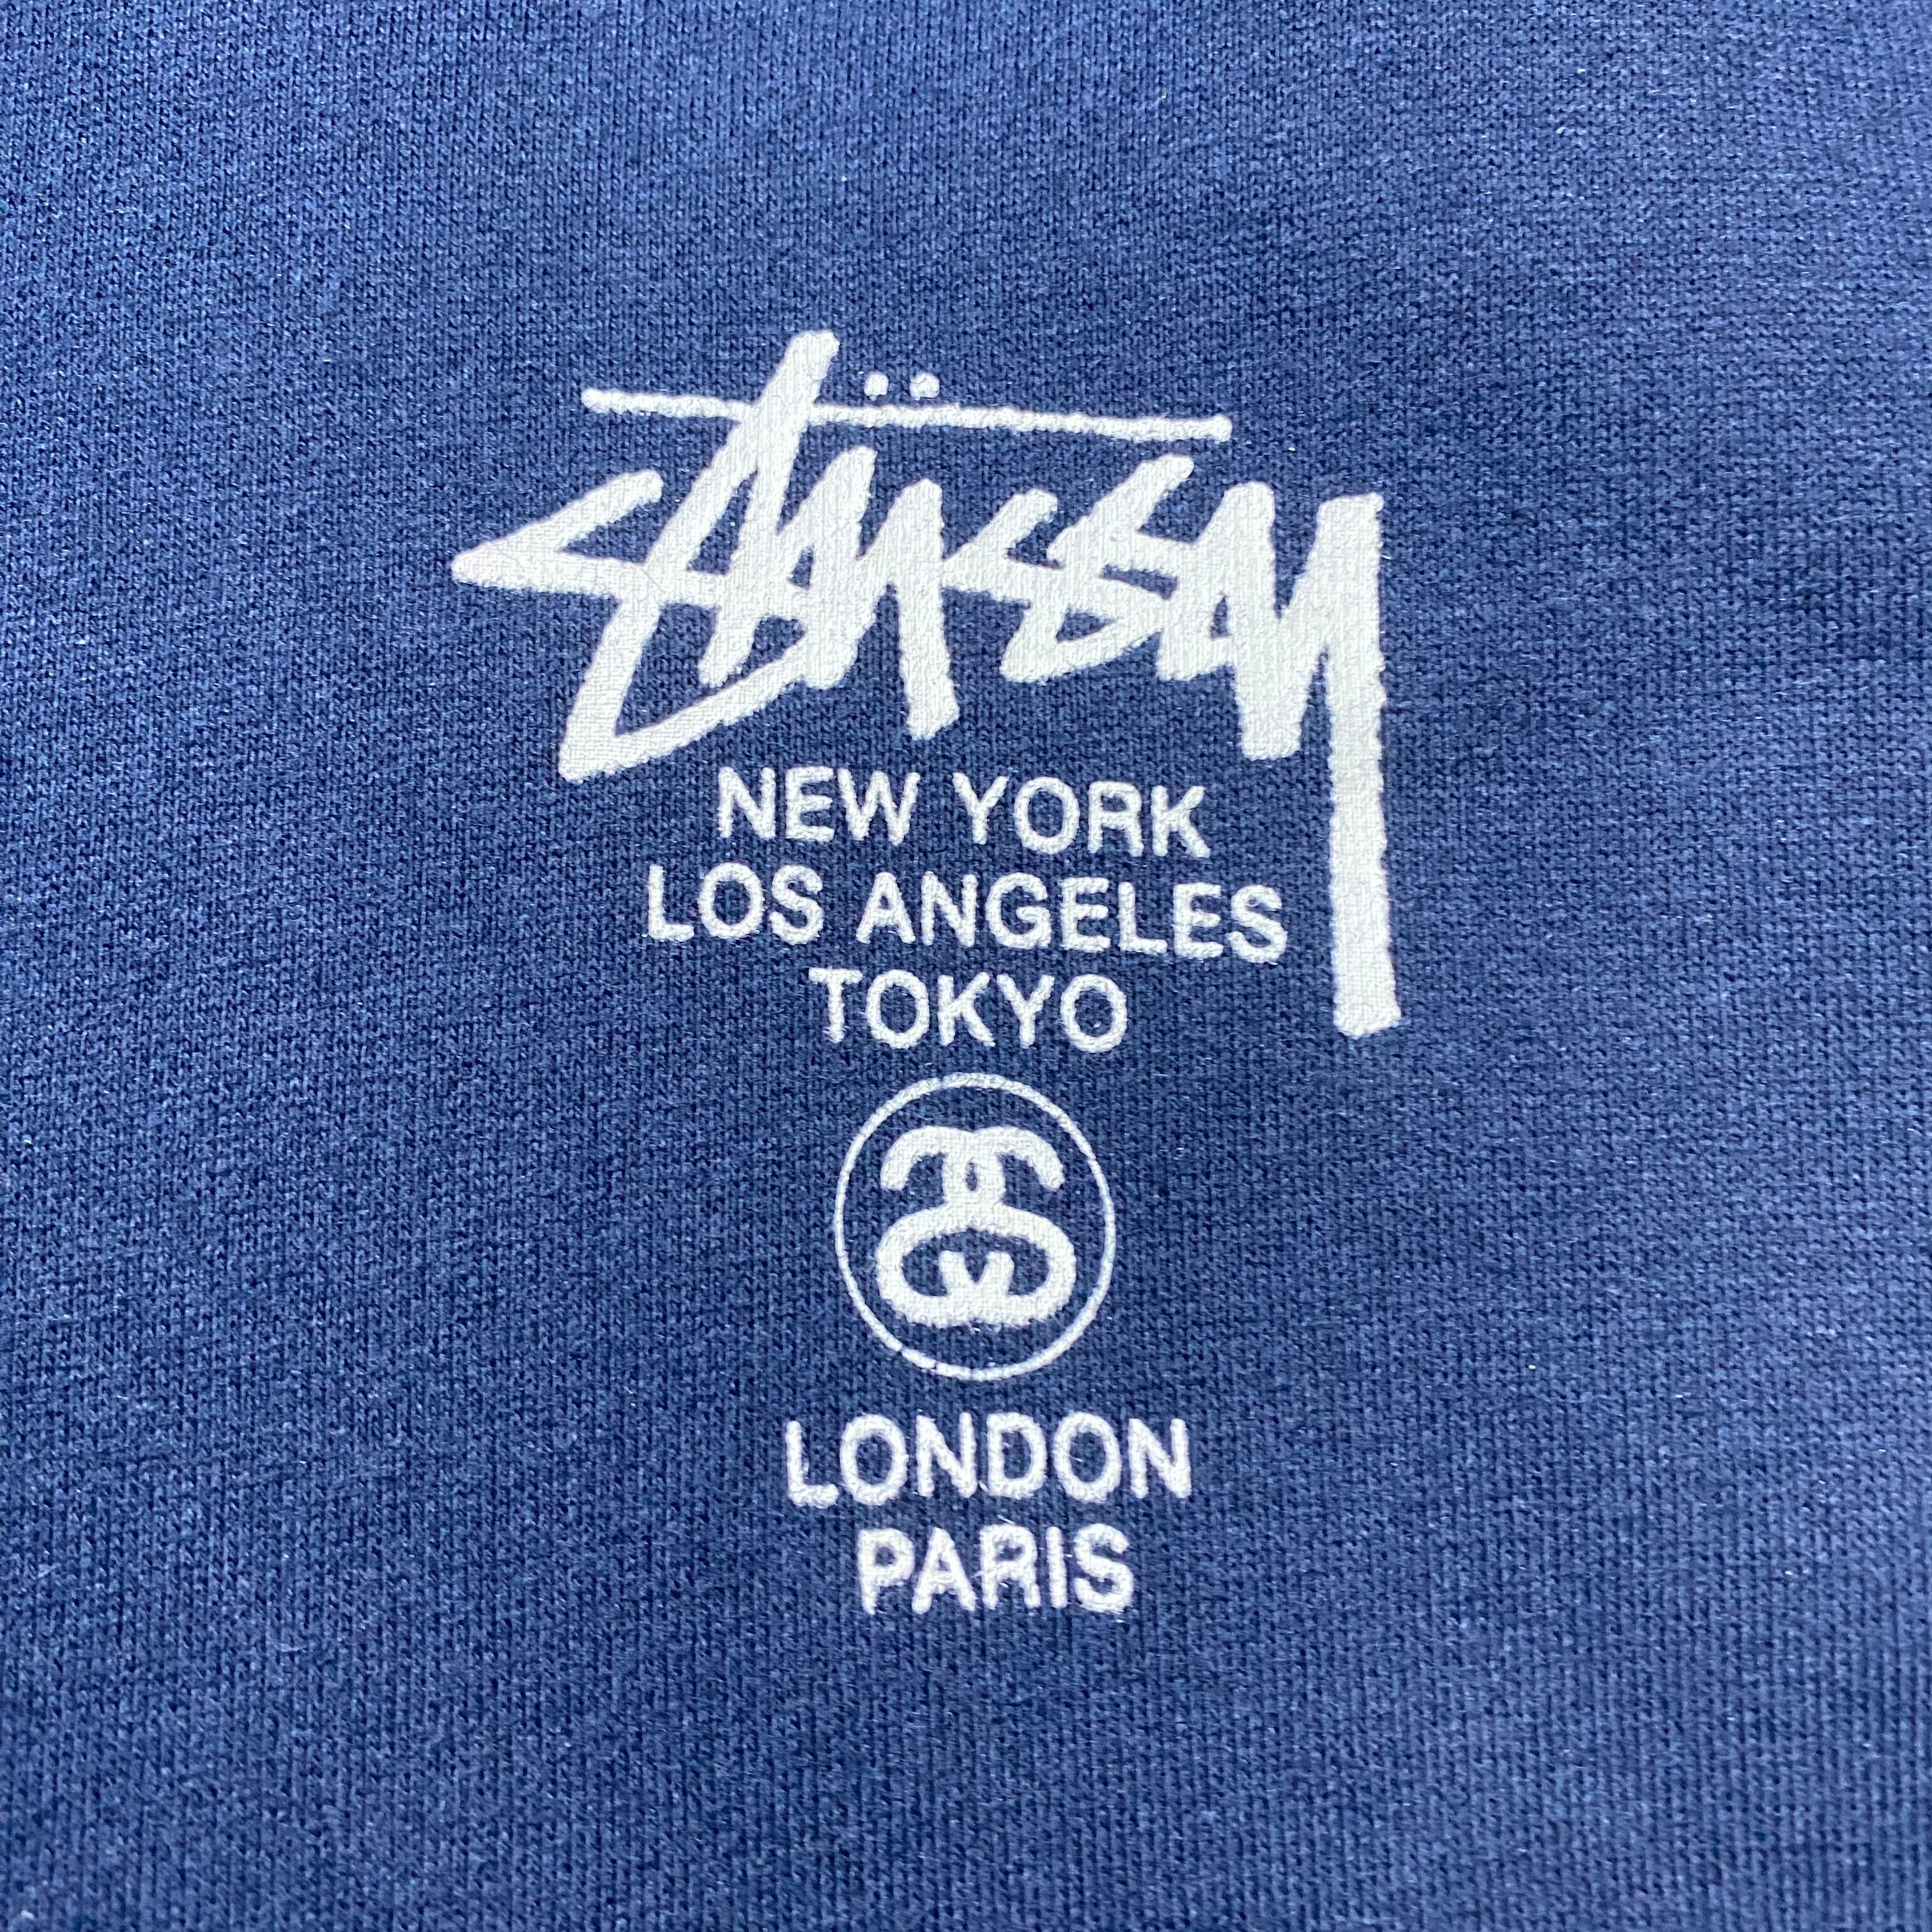 Stüssy
NEW YORK
LOS ANGELES
TOKYO
LONDON
PARIS